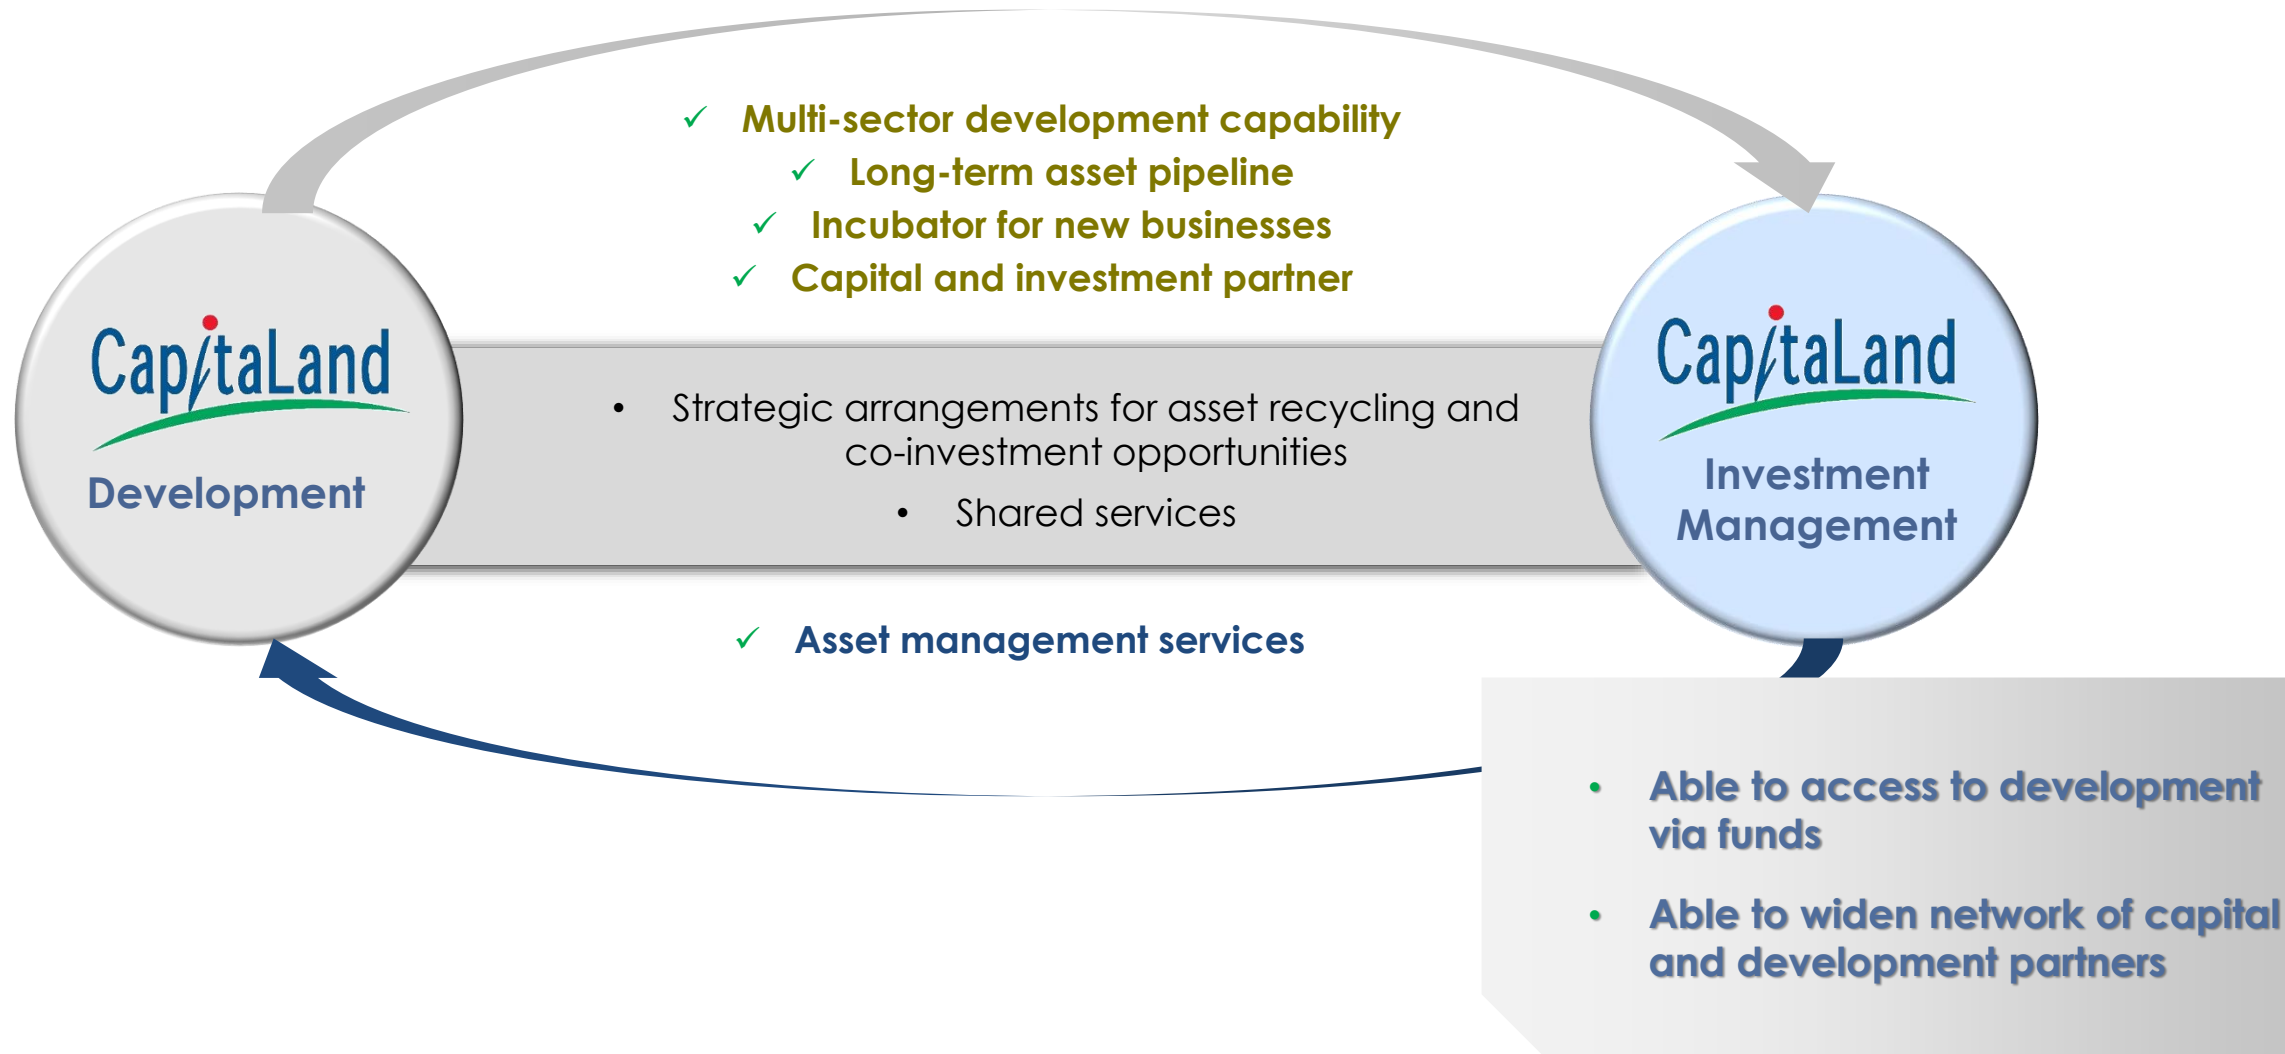 ✓ Multi-sector development capability
✓ Long-term asset pipeline
✓ Incubator for new businesses
✓ Capital and investment partner
CapitaLand
Development
• Strategic arrangements for asset recycling and
co-investment opportunities
• Shared services
CapitaLand
Investment
Management
✓ Asset management services
• Able to access to development
via funds
• Able to widen network of capital
and development partners